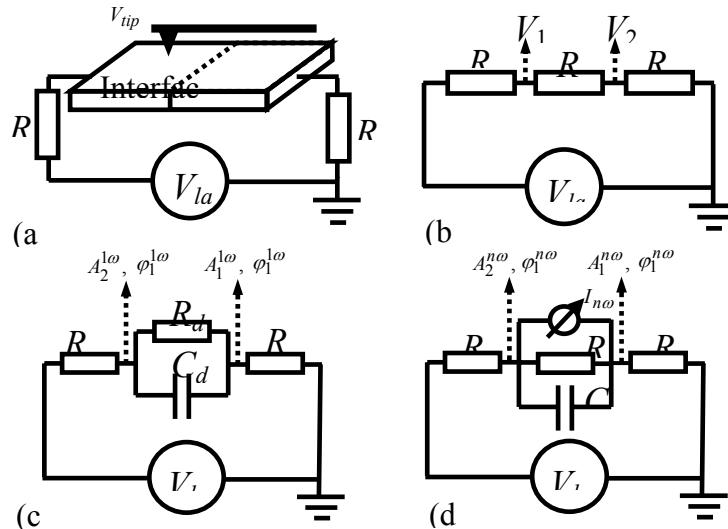 V_tip
Interfac
R R
V_la
(a
V_1 V_2
R R R
(b
A_2^{1ω}, φ_1^{1ω} A_1^{1ω}, φ_1^{1ω}
R_d
R R
C_d
(c
A_2^{nω}, φ_1^{nω} A_1^{nω}, φ_1^{nω}
I_{nω}
R R R
C
(d